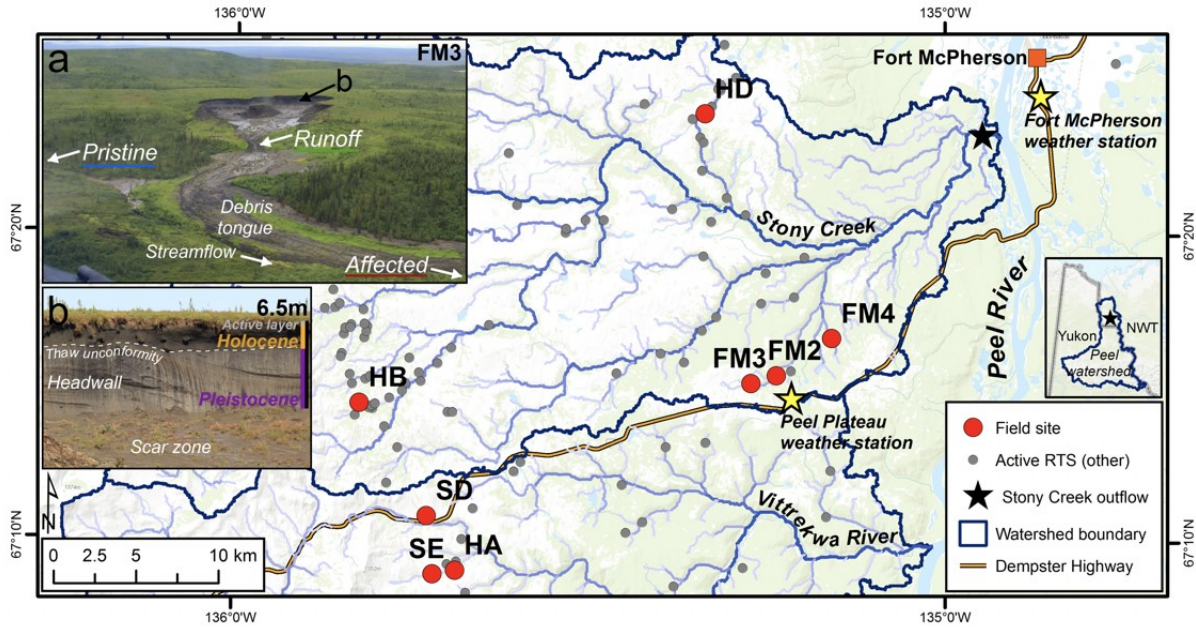 136°0'W
135°0'W
a
FM3
b
Runoff
Pristine
Debris
tongue
Streamflow
Affected
b
6.5m
Active layer
Holocene
Thaw unconformity
Headwall
Pleistocene
Scar zone
Fort McPherson
Fort McPherson
weather station
HD
Stony Creek
67°20'N
67°20'N
Peel River
FM4
FM3
FM2
HB
Peel Plateau
weather station
Yukon
NWT
Peel
watershed
SD
SE
HA
Vittrekwa River
67°10'N
67°10'N
N
0 2.5 5 10 km
Field site
Active RTS (other)
Stony Creek outflow
Watershed boundary
Dempster Highway
136°0'W
135°0'W